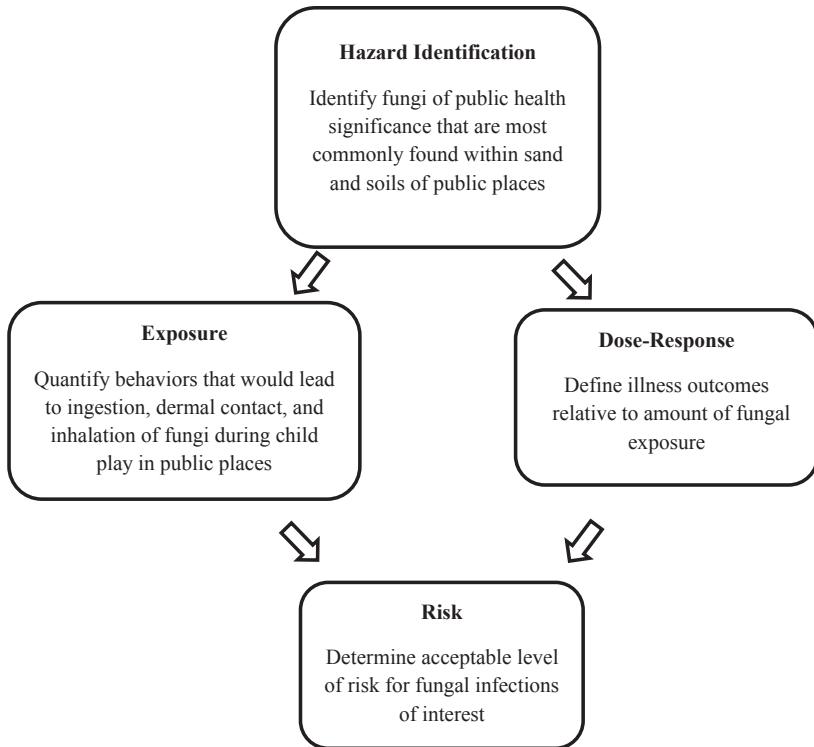 Hazard Identification
Identify fungi of public health
significance that are most
commonly found within sand
and soils of public places
Exposure
Quantify behaviors that would lead
to ingestion, dermal contact, and
inhalation of fungi during child
play in public places
Dose-Response
Define illness outcomes
relative to amount of fungal
exposure
Risk
Determine acceptable level
of risk for fungal infections
of interest